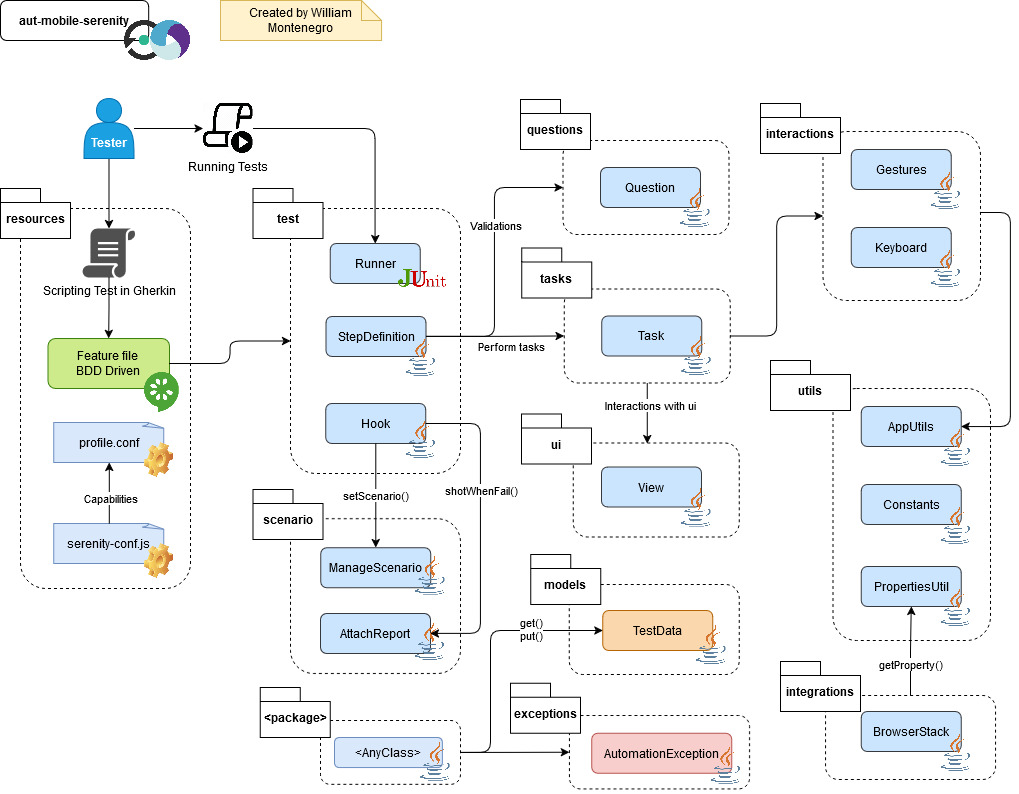 aut-mobile-serenity
Created by William
Montenegro
Tester
Running Tests
resources
Scripting Test in Gherkin
Feature file
BDD Driven
profile.conf
Capabilities
serenity-conf.js
test
Runner
JUnit
StepDefinition
Hook
Validations
Perform tasks
setScenario()
shotWhenFail()
scenario
ManageScenario
AttachReport
<package>
<AnyClass>
questions
Question
tasks
Task
Interactions with ui
ui
View
models
get()
put()
TestData
exceptions
AutomationException
interactions
Gestures
Keyboard
utils
AppUtils
Constants
PropertiesUtil
getProperty()
integrations
BrowserStack